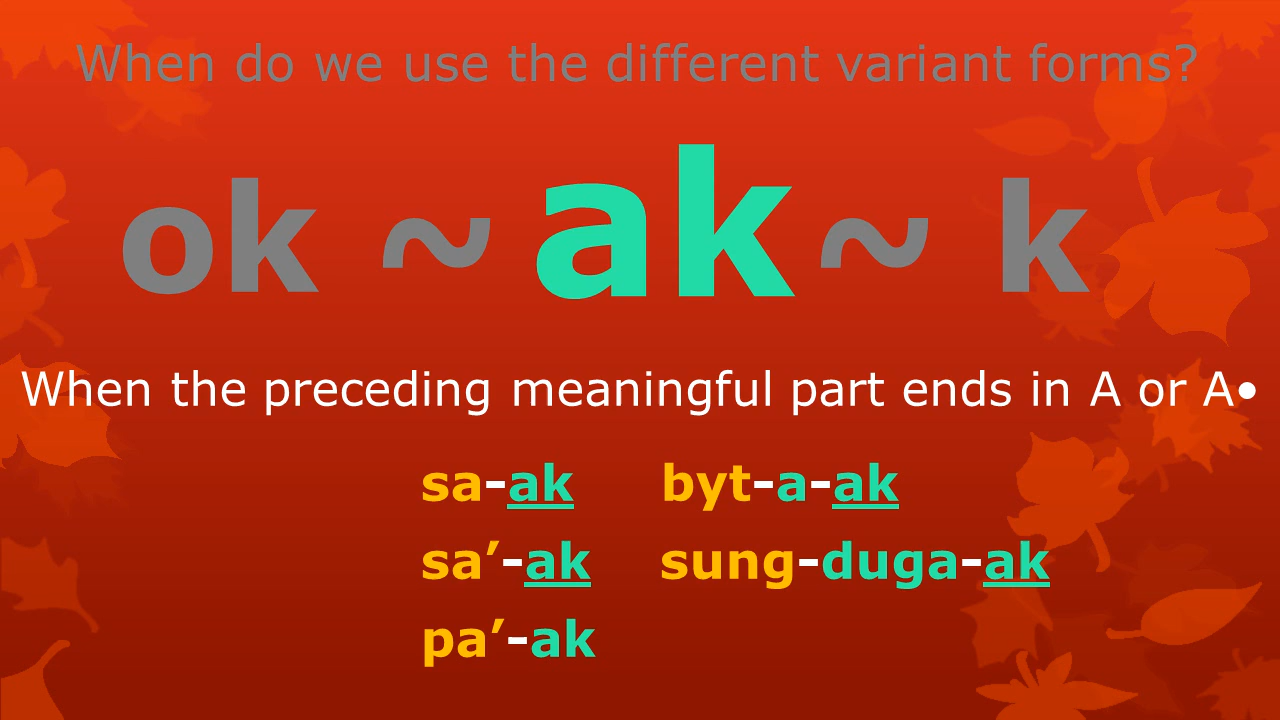 When do we use the different variant forms?
ok ~ ak ~ k
When the preceding meaningful part ends in A or A•
sa-ak byt-a-ak
sa’-ak sung-duga-ak
pa’-ak